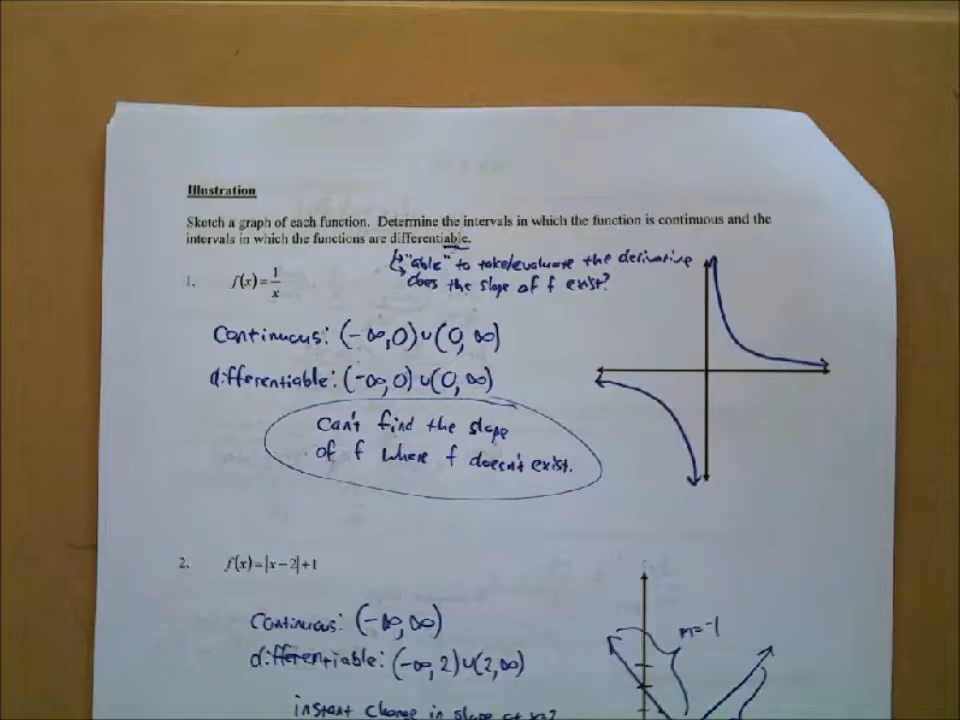 Illustration
Sketch a graph of each function. Determine the intervals in which the function is continuous and the
intervals in which the functions are differentiable.
↳ "able" to take/evaluate the derivative
does the slope of f exist?
1. f(x)=1/x
Continuous: (-∞,0)∪(0,∞)
differentiable: (-∞,0)∪(0,∞)
Can't find the slope
of f where f doesn't exist.
2. f(x)=|x-2|+1
Continuous: (-∞,∞)
m=-1
differentiable: (-∞,2)∪(2,∞)
instant change in slope at